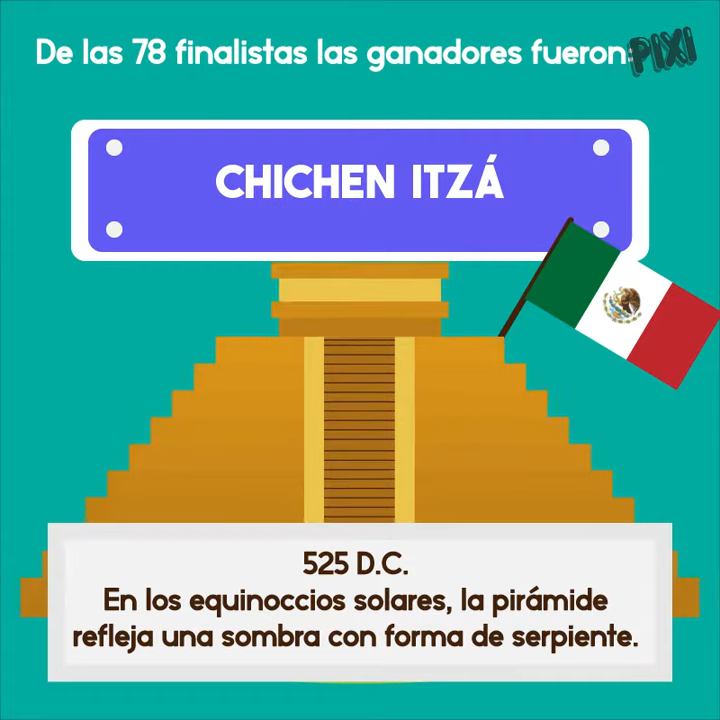 De las 78 finalistas las ganadores fueron:
PIXI
CHICHEN ITZÁ
525 D.C.
En los equinoccios solares, la pirámide
refleja una sombra con forma de serpiente.